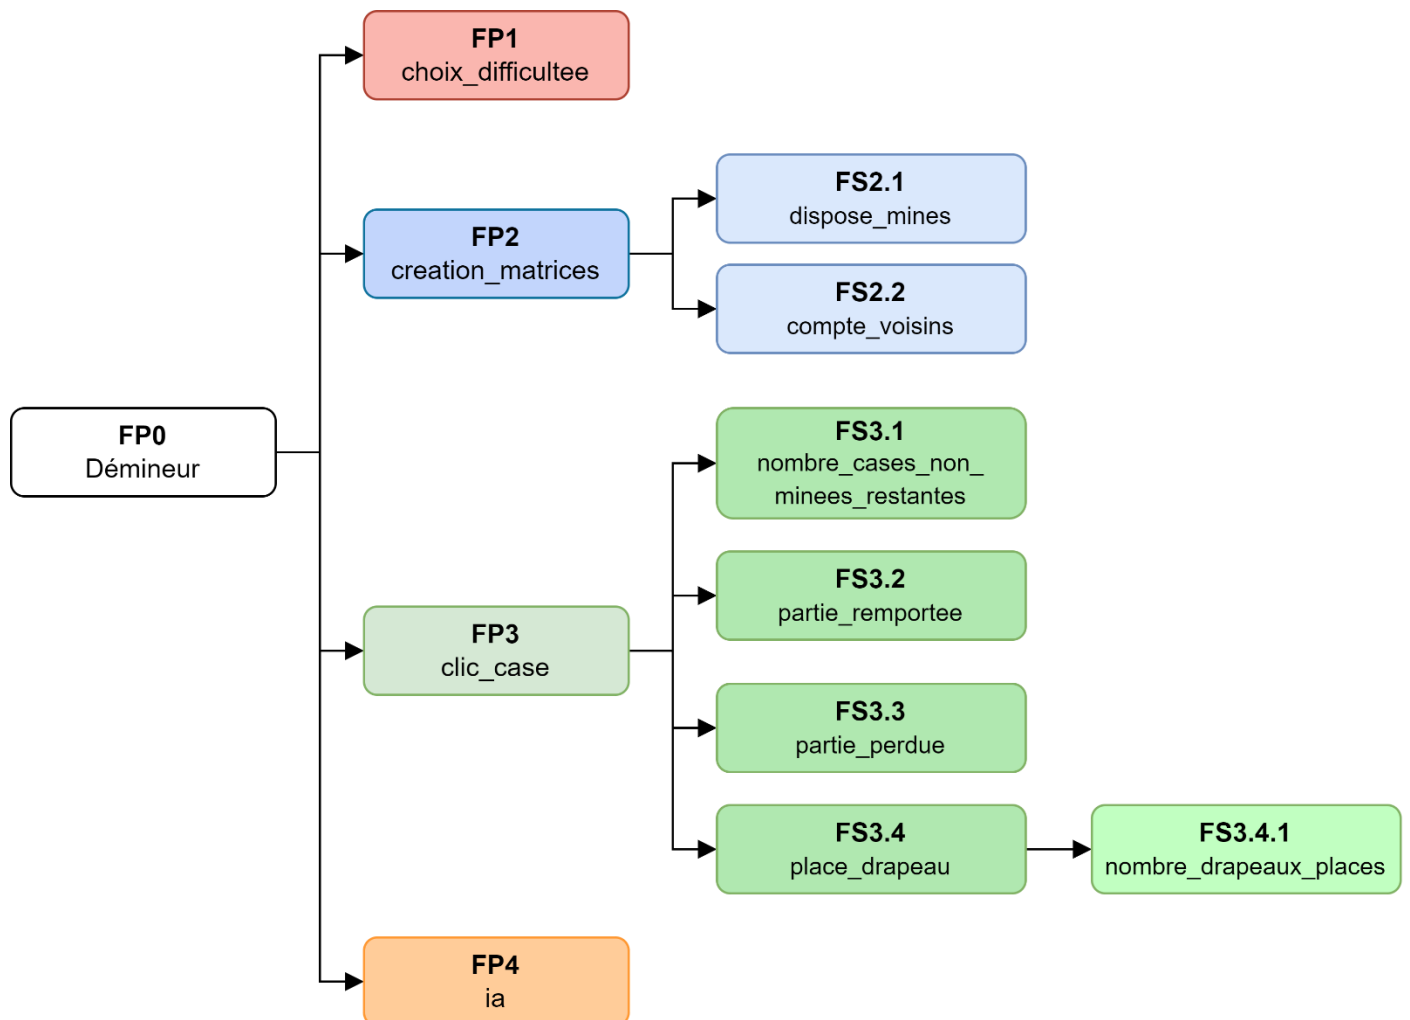 FP1
choix_difficultee
FS2.1
dispose_mines
FP2
creation_matrices
FS2.2
compte_voisins
FP0
Démineur
FS3.1
nombre_cases_non_
minees_restantes
FS3.2
partie_remportee
FP3
clic_case
FS3.3
partie_perdue
FS3.4
place_drapeau
FS3.4.1
nombre_drapeaux_places
FP4
ia